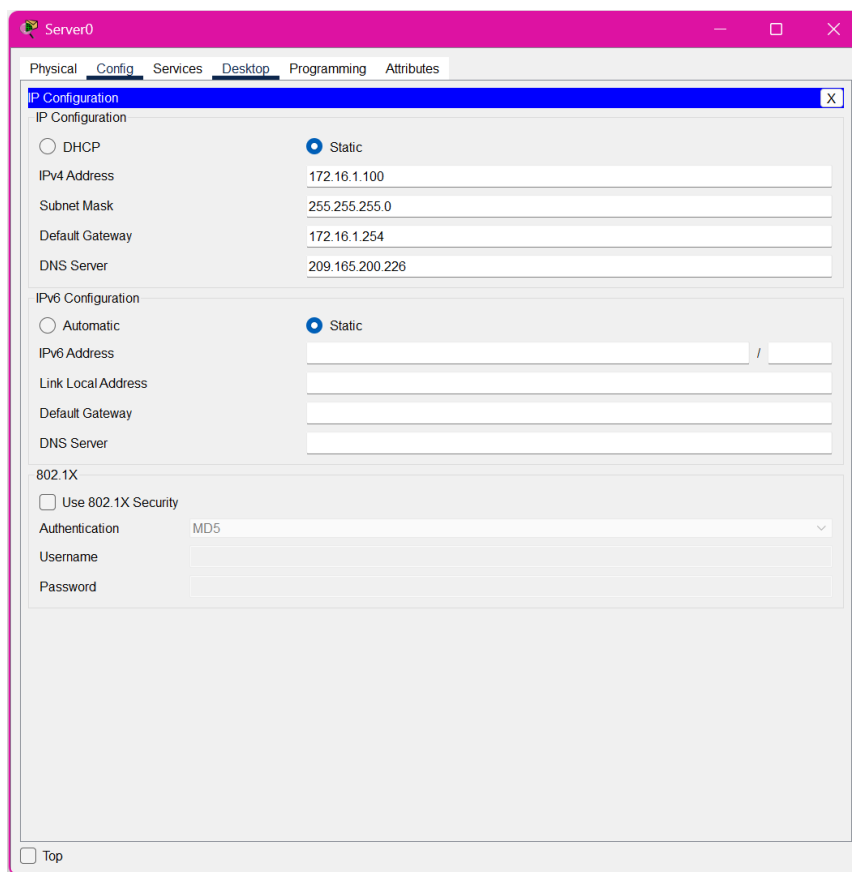 Server0
Physical Config Services Desktop Programming Attributes
IP Configuration X
IP Configuration
DHCP Static
IPv4 Address 172.16.1.100
Subnet Mask 255.255.255.0
Default Gateway 172.16.1.254
DNS Server 209.165.200.226
IPv6 Configuration
Automatic Static
IPv6 Address /
Link Local Address
Default Gateway
DNS Server
802.1X
Use 802.1X Security
Authentication MD5
Username
Password
Top